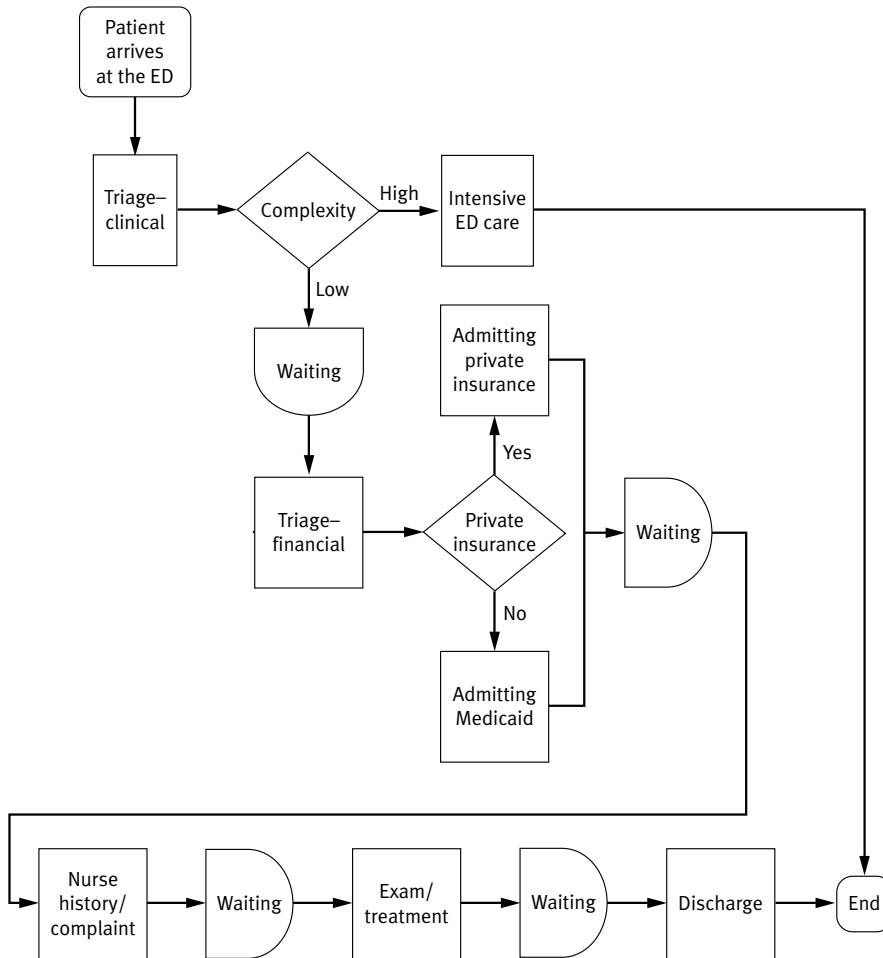 Patient
arrives
at the ED
Triage–
clinical
Complexity
High
Intensive
ED care
Low
Waiting
Admitting
private
insurance
Yes
Triage–
financial
Private
insurance
Waiting
No
Admitting
Medicaid
Nurse
history/
complaint
Waiting
Exam/
treatment
Waiting
Discharge
End